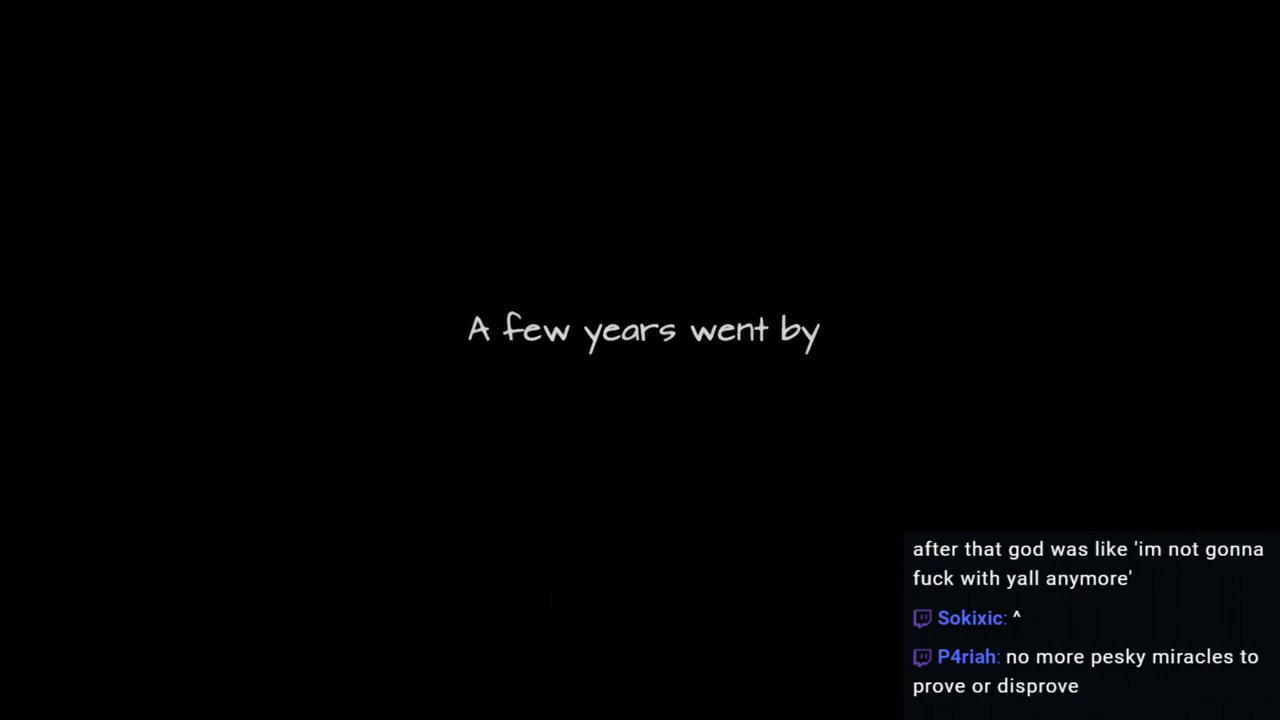 A few years went by
after that god was like 'im not gonna
fuck with yall anymore'
Sokixic: ^
P4riah: no more pesky miracles to
prove or disprove